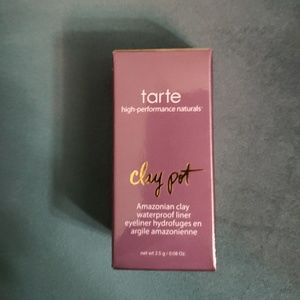 tarte
high-performance naturals™
clay pot
Amazonian clay
waterproof liner
eyeliner hydrofuges en
argile amazonienne
net wt 2.5 g / 0.08 Oz